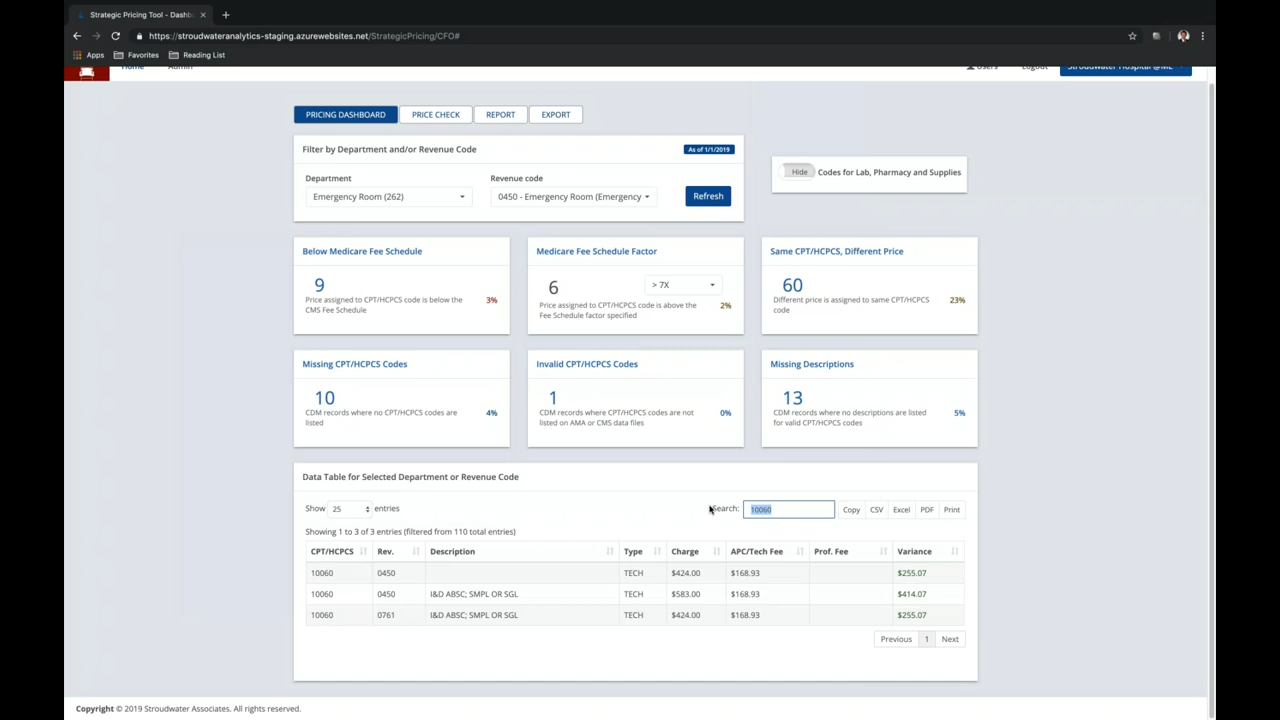 Strategic Pricing Tool - Dashb
https://stroudwateranalytics-staging.azurewebsites.net/StrategicPricing/CFO#
Apps Favorites Reading List
Home Admin Users Logout Stroudwater Hospital @ME
PRICING DASHBOARD PRICE CHECK REPORT EXPORT
Filter by Department and/or Revenue Code As of 1/1/2019
Hide Codes for Lab, Pharmacy and Supplies
Department Revenue code
Emergency Room (262) 0450 - Emergency Room (Emergency Refresh
Below Medicare Fee Schedule Medicare Fee Schedule Factor Same CPT/HCPCS, Different Price
9 6 > 7X 60
Price assigned to CPT/HCPCS code is below the 3% Price assigned to CPT/HCPCS code is above the 2% Different price is assigned to same CPT/HCPCS 23%
CMS Fee Schedule Fee Schedule factor specified code
Missing CPT/HCPCS Codes Invalid CPT/HCPCS Codes Missing Descriptions
10 1 13
CDM records where no CPT/HCPCS codes are 4% CDM records where CPT/HCPCS codes are not 0% CDM records where no descriptions are listed 5%
listed listed on AMA or CMS data files for valid CPT/HCPCS codes
Data Table for Selected Department or Revenue Code
Show 25 entries Search: 10060 Copy CSV Excel PDF Print
Showing 1 to 3 of 3 entries (filtered from 110 total entries)
CPT/HCPCS Rev. Description Type Charge APC/Tech Fee Prof. Fee Variance
10060 0450 TECH $424.00 $168.93 $255.07
10060 0450 I&D ABSC; SMPL OR SGL TECH $583.00 $168.93 $414.07
10060 0761 I&D ABSC; SMPL OR SGL TECH $424.00 $168.93 $255.07
Previous 1 Next
Copyright © 2019 Stroudwater Associates. All rights reserved.